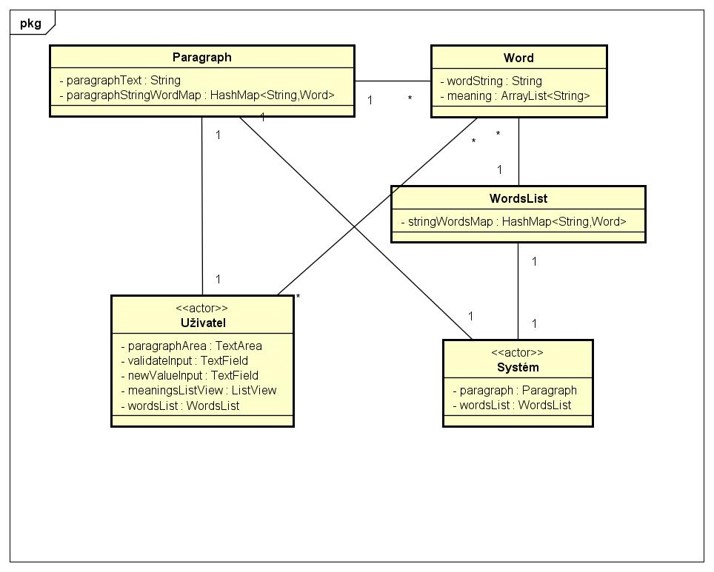 pkg
Paragraph
- paragraphText : String
- paragraphStringWordMap : HashMap<String,Word>
Word
- wordString : String
- meaning : ArrayList<String>
1
*
1
1
*
*
1
WordsList
- stringWordsMap : HashMap<String,Word>
1
1
*
1
1
<<actor>>
Uživatel
- paragraphArea : TextArea
- validateInput : TextField
- newValueInput : TextField
- meaningsListView : ListView
- wordsList : WordsList
<<actor>>
Systém
- paragraph : Paragraph
- wordsList : WordsList